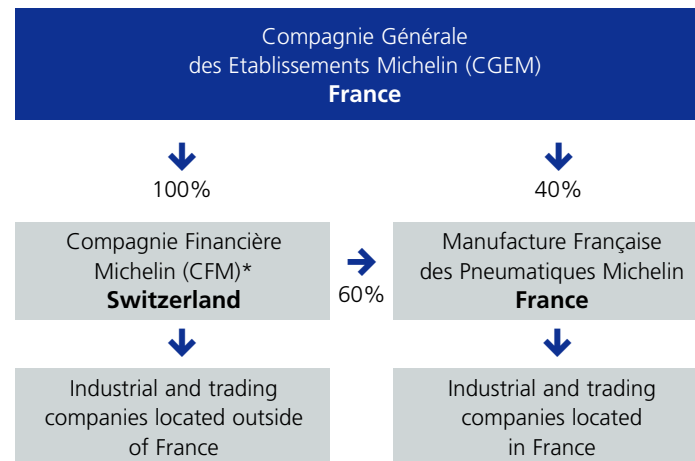 Compagnie Générale
des Etablissements Michelin (CGEM)
France
100%
40%
Compagnie Financière
Michelin (CFM)*
Switzerland
60%
Manufacture Française
des Pneumatiques Michelin
France
Industrial and trading
companies located outside
of France
Industrial and trading
companies located
in France